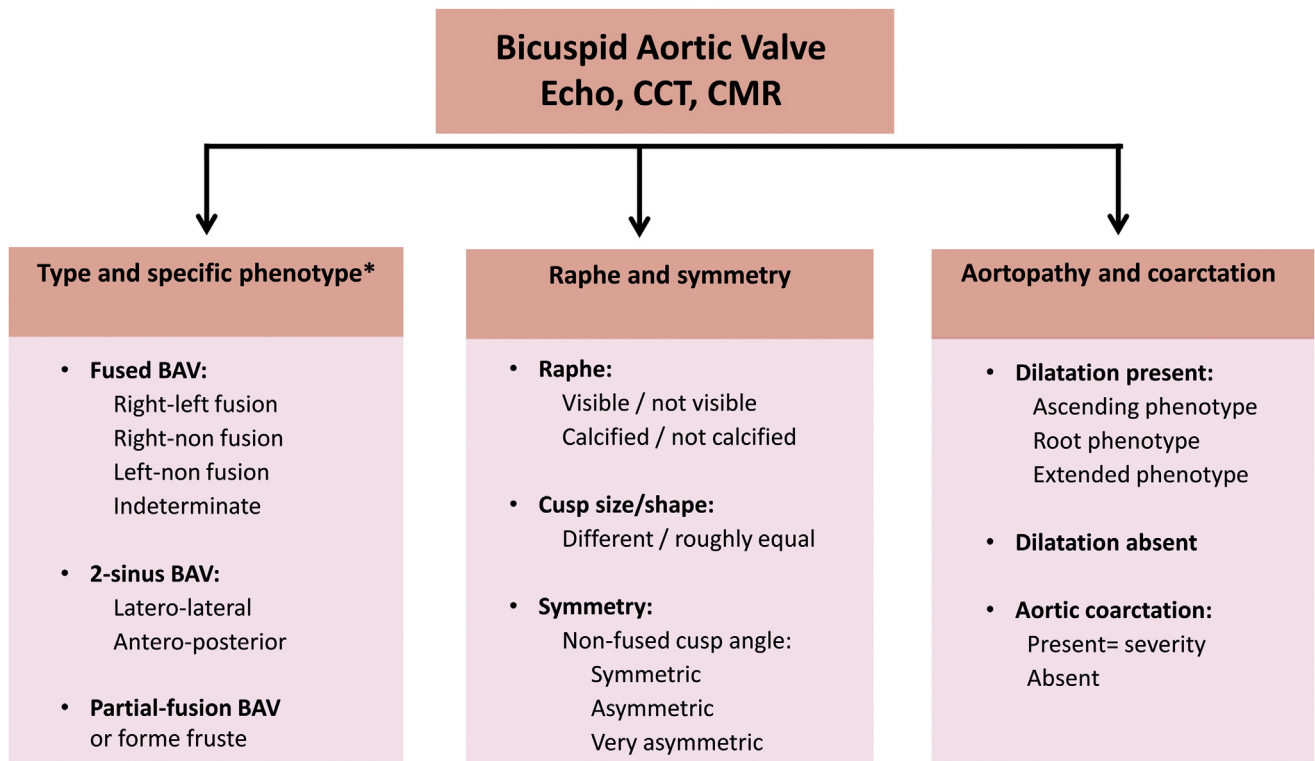 Bicuspid Aortic Valve
Echo, CCT, CMR
Type and specific phenotype*
• Fused BAV:
Right-left fusion
Right-non fusion
Left-non fusion
Indeterminate
• 2-sinus BAV:
Latero-lateral
Antero-posterior
• Partial-fusion BAV
or forme fruste
Raphe and symmetry
• Raphe:
Visible / not visible
Calcified / not calcified
• Cusp size/shape:
Different / roughly equal
• Symmetry:
Non-fused cusp angle:
Symmetric
Asymmetric
Very asymmetric
Aortopathy and coarctation
• Dilatation present:
Ascending phenotype
Root phenotype
Extended phenotype
• Dilatation absent
• Aortic coarctation:
Present= severity
Absent